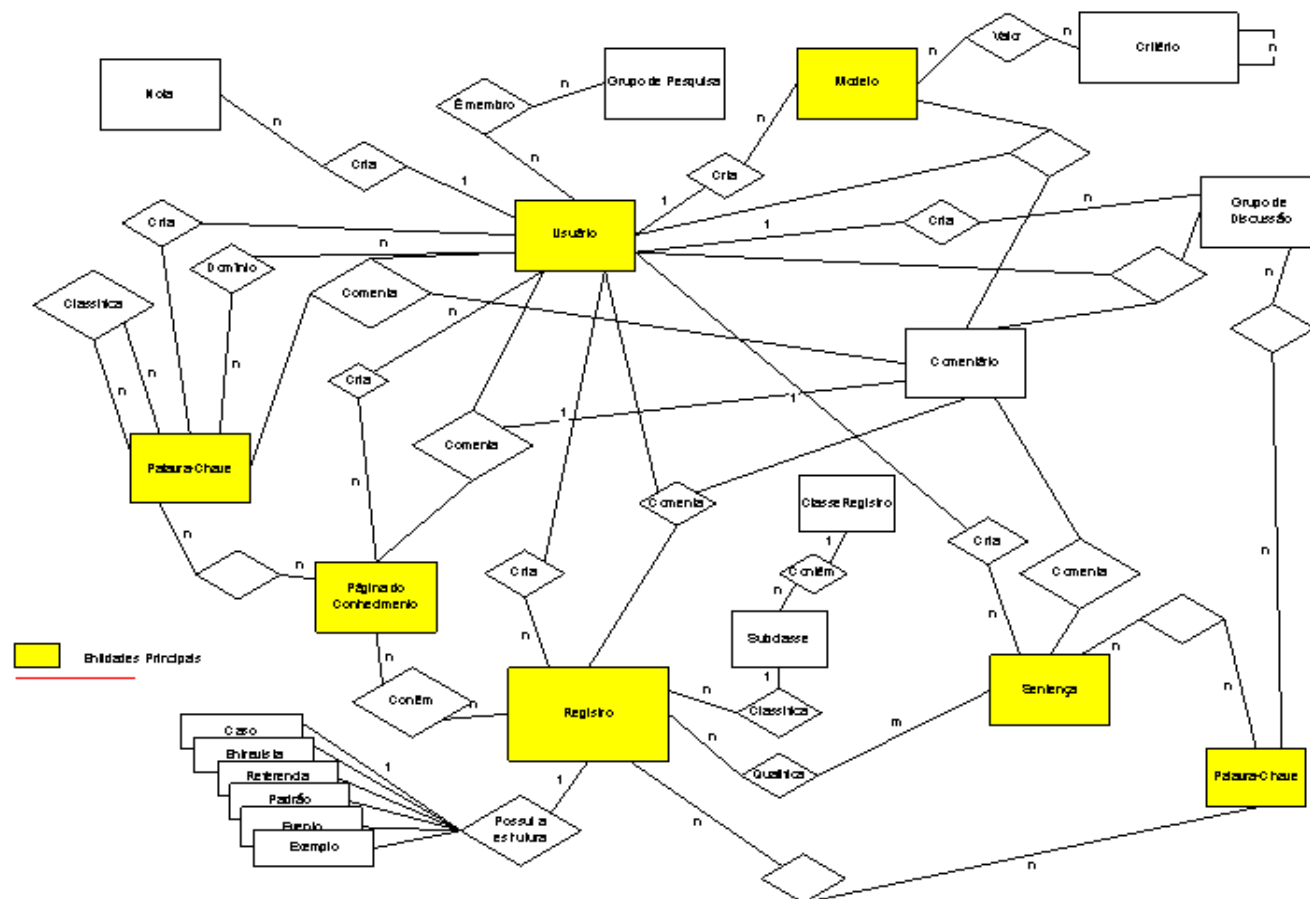 Valor
n
n
Critério
n
Nota
n
Cria
1
É membro
n
n
Grupo de Pesquisa
Modelo
n
Cria
1
Usuário
1
Cria
n
Grupo de
Discussão
n
n
Cria
n
Domínio
n
Classifica
n
n
Comenta
n
Cria
n
Comentário
Palavra-Chave
Comenta
1
1
Comenta
Classe Registro
1
Contém
n
Subclasse
1
Classifica
n
Cria
n
Comenta
n
n
n
Página do
Conhecimento
Cria
n
Entidades Principais
n
Contém
n
Registro
Sentença
n
Qualifica
m
Palavra-Chave
Caso
Entrevista
Referencia
Padrão
Evento
Exemplo
1
Possui a
estrutura
1
n
n